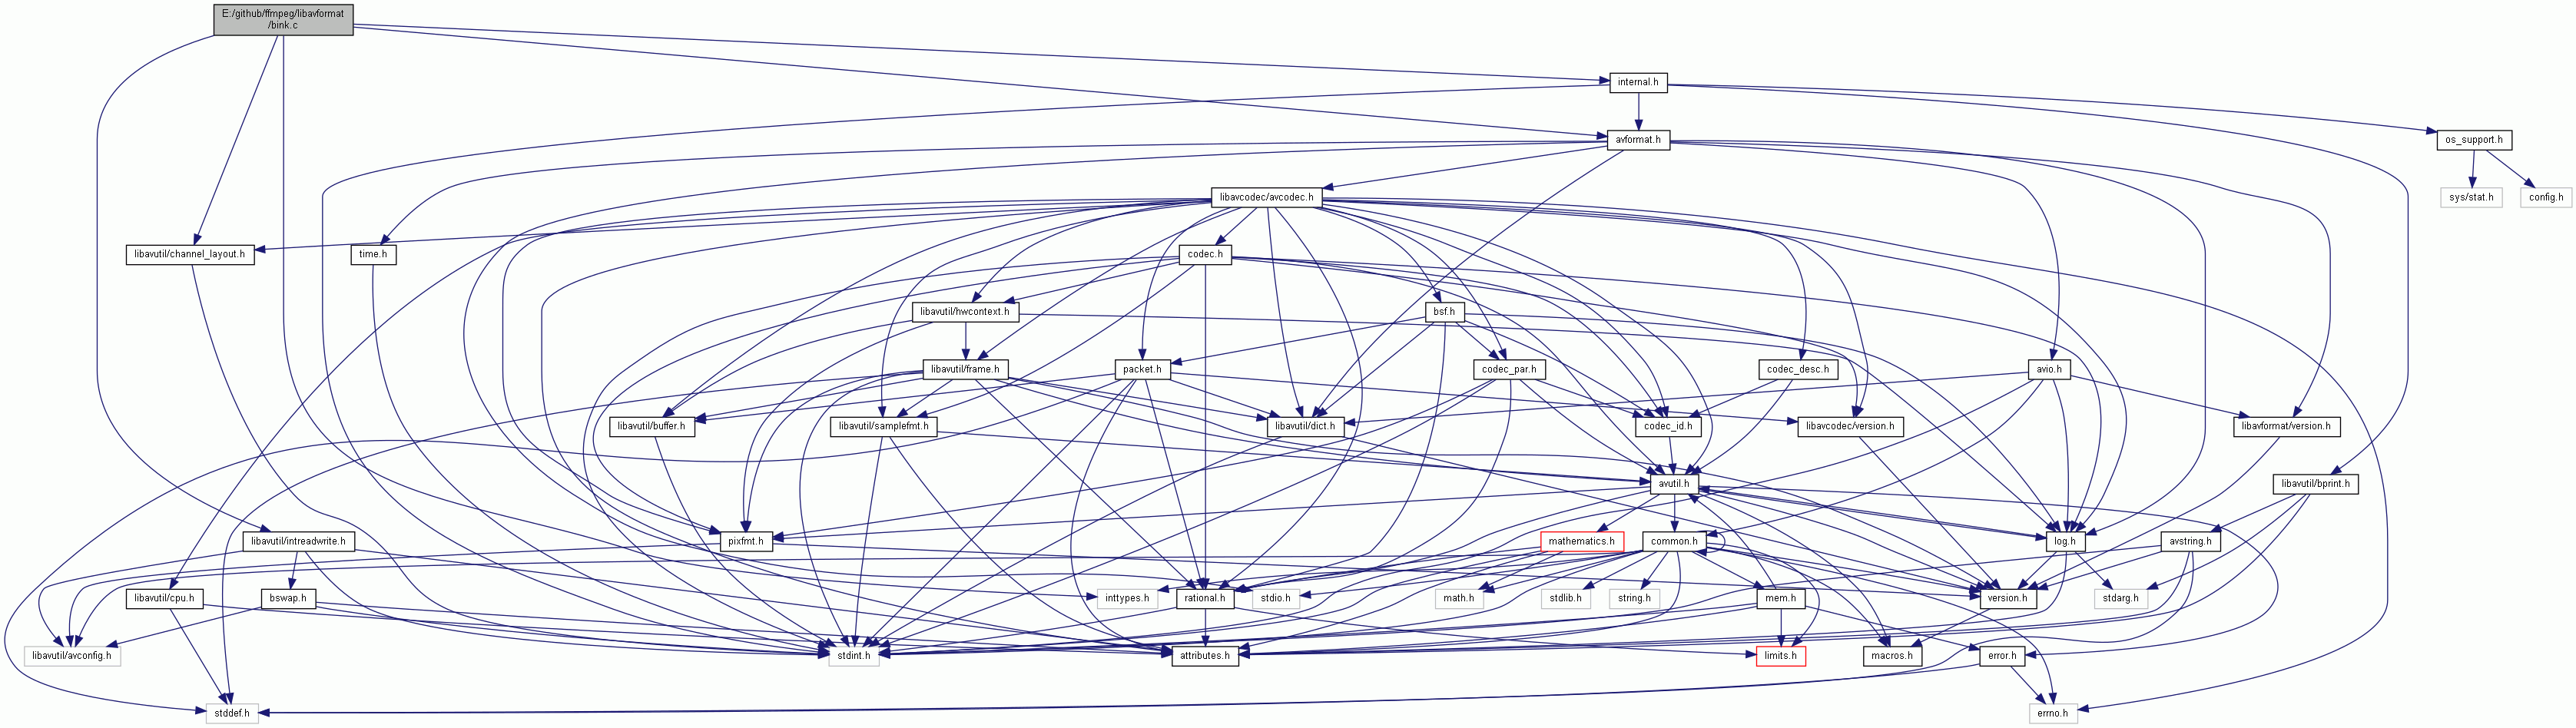 E:/github/ffmpeg/libavformat
/bink.c
internal.h
avformat.h
os_support.h
libavcodec/avcodec.h
sys/stat.h
config.h
libavutil/channel_layout.h
time.h
codec.h
libavutil/hwcontext.h
bsf.h
libavutil/frame.h
packet.h
codec_par.h
codec_desc.h
avio.h
libavutil/buffer.h
libavutil/samplefmt.h
libavutil/dict.h
codec_id.h
libavcodec/version.h
libavformat/version.h
avutil.h
libavutil/bprint.h
libavutil/intreadwrite.h
pixfmt.h
mathematics.h
common.h
log.h
avstring.h
libavutil/cpu.h
bswap.h
inttypes.h
rational.h
stdio.h
math.h
stdlib.h
string.h
mem.h
version.h
stdarg.h
libavutil/avconfig.h
stdint.h
attributes.h
limits.h
macros.h
error.h
stddef.h
errno.h